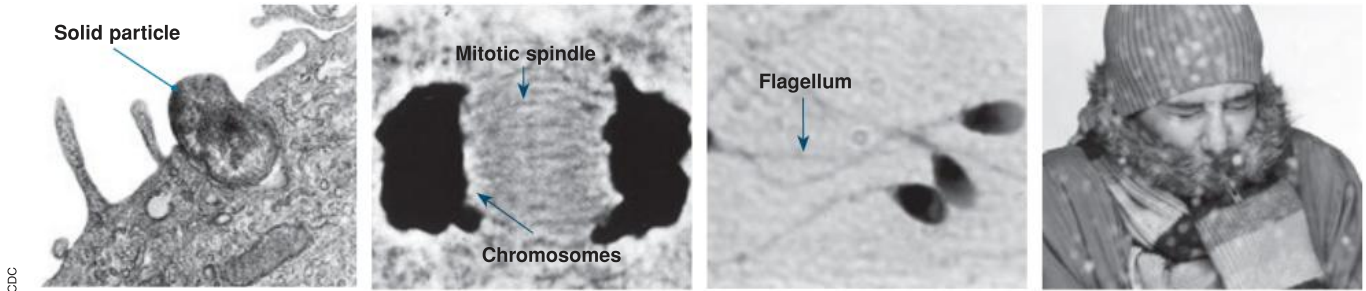 Solid particle
Mitotic spindle
Chromosomes
Flagellum
CDC